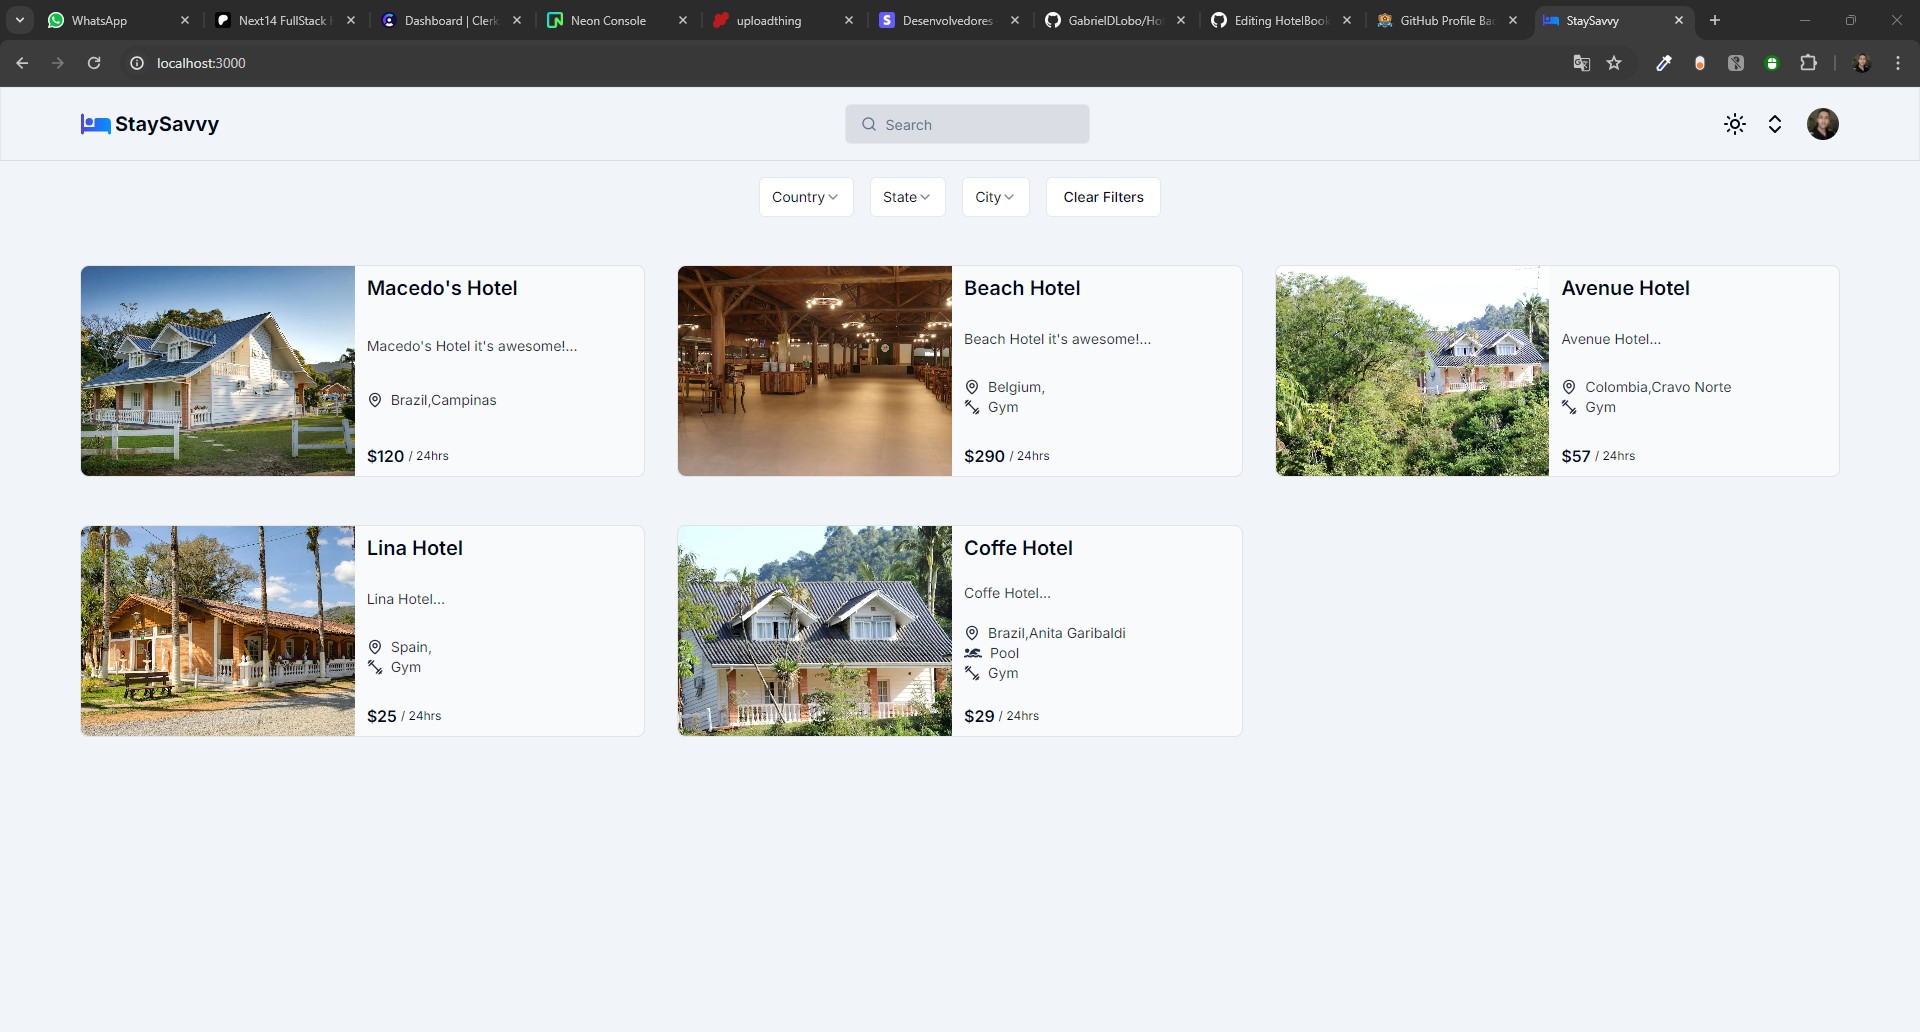 WhatsApp
Next14 FullStack
Dashboard | Clerk
Neon Console
uploadthing
Desenvolvedores
GabrielDLobo/Ho
Editing HotelBook
GitHub Profile Ba
StaySavvy
localhost:3000
StaySavvy
Search
Country
State
City
Clear Filters
Macedo's Hotel
Macedo's Hotel it's awesome!...
Brazil,Campinas
$120 / 24hrs
Beach Hotel
Beach Hotel it's awesome!...
Belgium,
Gym
$290 / 24hrs
Avenue Hotel
Avenue Hotel...
Colombia,Cravo Norte
Gym
$57 / 24hrs
Lina Hotel
Lina Hotel...
Spain,
Gym
$25 / 24hrs
Coffe Hotel
Coffe Hotel...
Brazil,Anita Garibaldi
Pool
Gym
$29 / 24hrs